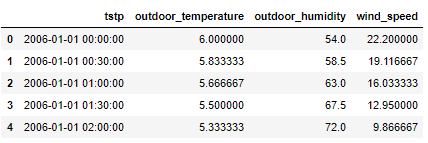 tstp outdoor_temperature outdoor_humidity wind_speed
0 2006-01-01 00:00:00 6.000000 54.0 22.200000
1 2006-01-01 00:30:00 5.833333 58.5 19.116667
2 2006-01-01 01:00:00 5.666667 63.0 16.033333
3 2006-01-01 01:30:00 5.500000 67.5 12.950000
4 2006-01-01 02:00:00 5.333333 72.0 9.866667